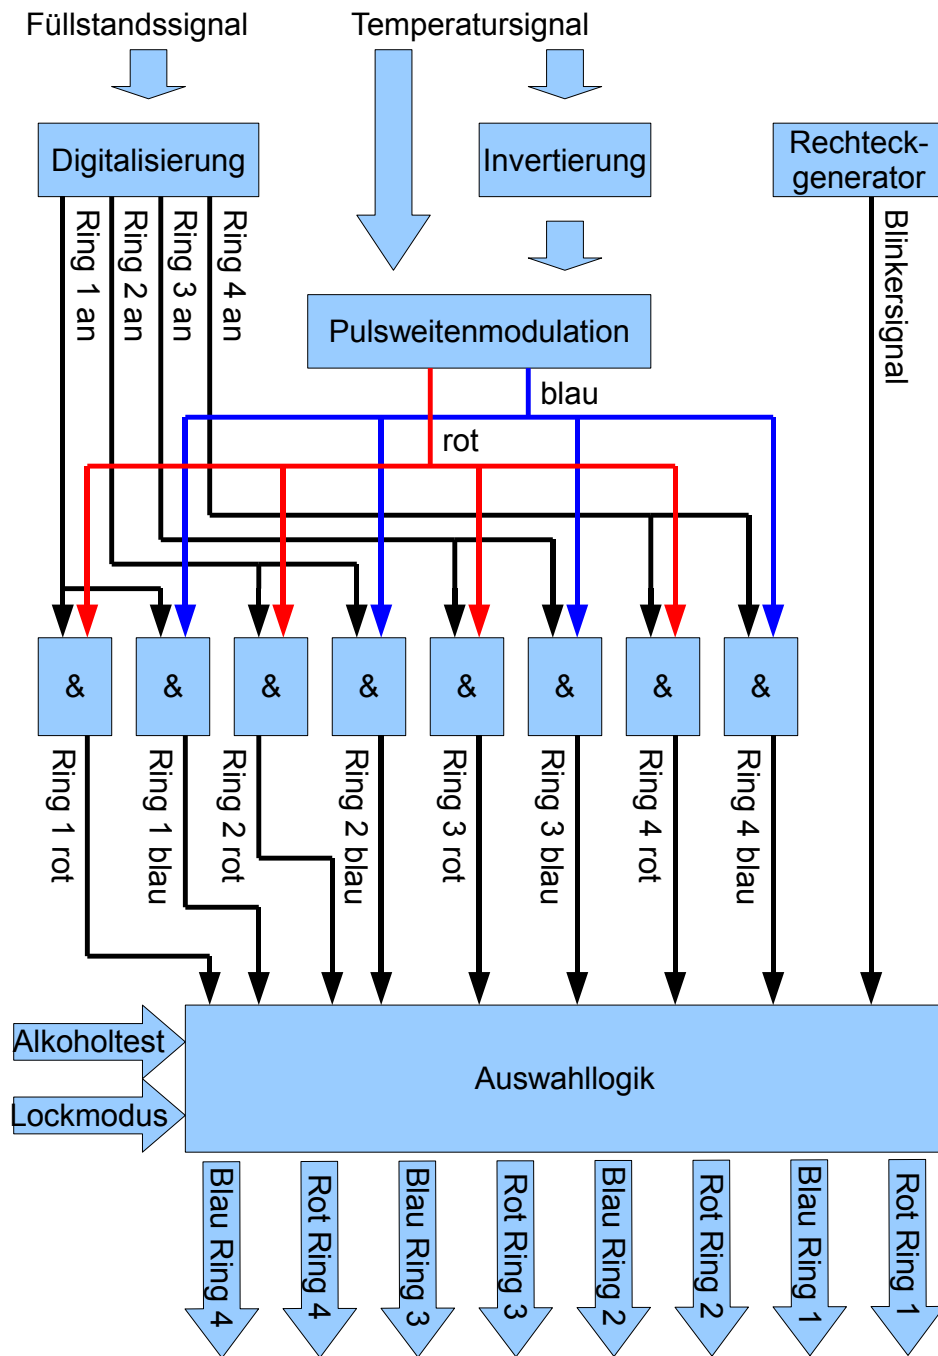 Füllstandssignal
Temperatursignal
Digitalisierung
Invertierung
Rechteck-
generator
Ring 1 an
Ring 2 an
Ring 3 an
Ring 4 an
Blinkersignal
Pulsweitenmodulation
blau
rot
&
&
&
&
&
&
&
&
Ring 1 rot
Ring 1 blau
Ring 2 rot
Ring 2 blau
Ring 3 rot
Ring 3 blau
Ring 4 rot
Ring 4 blau
Alkoholtest
Auswahllogik
Lockmodus
Blau Ring 4
Rot Ring 4
Blau Ring 3
Rot Ring 3
Blau Ring 2
Rot Ring 2
Blau Ring 1
Rot Ring 1